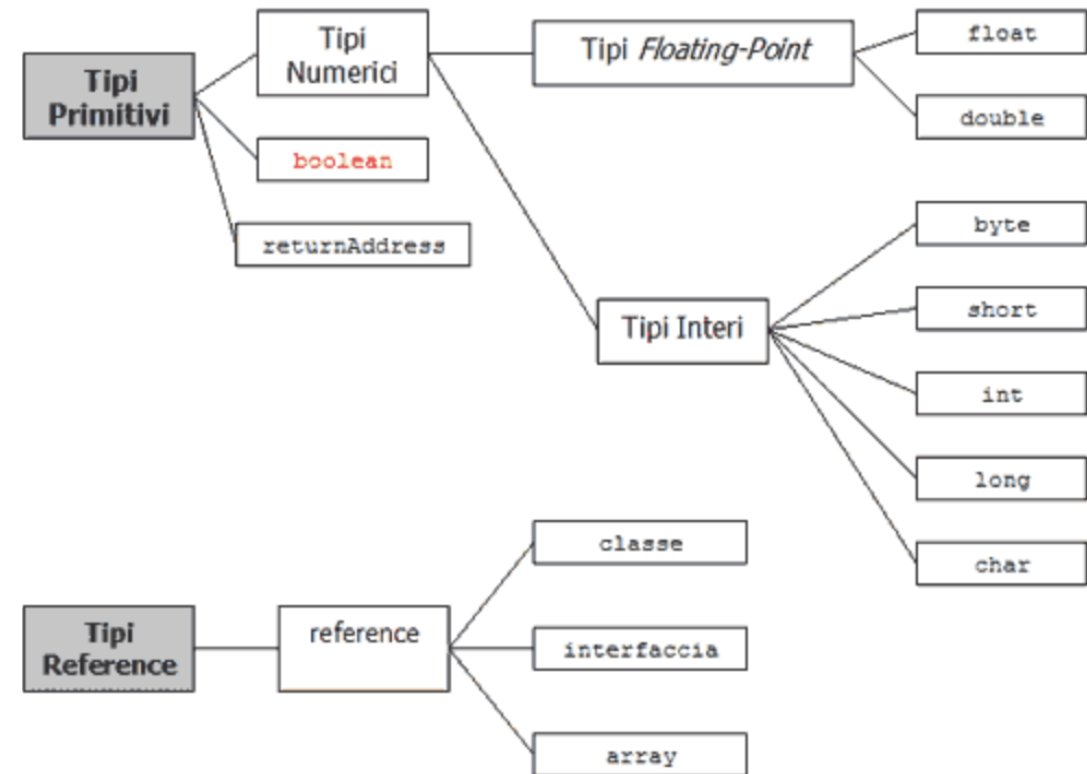 Tipi
Primitivi
Tipi
Numerici
boolean
returnAddress
Tipi Floating-Point
float
double
Tipi Interi
byte
short
int
long
char
Tipi
Reference
reference
classe
interfaccia
array